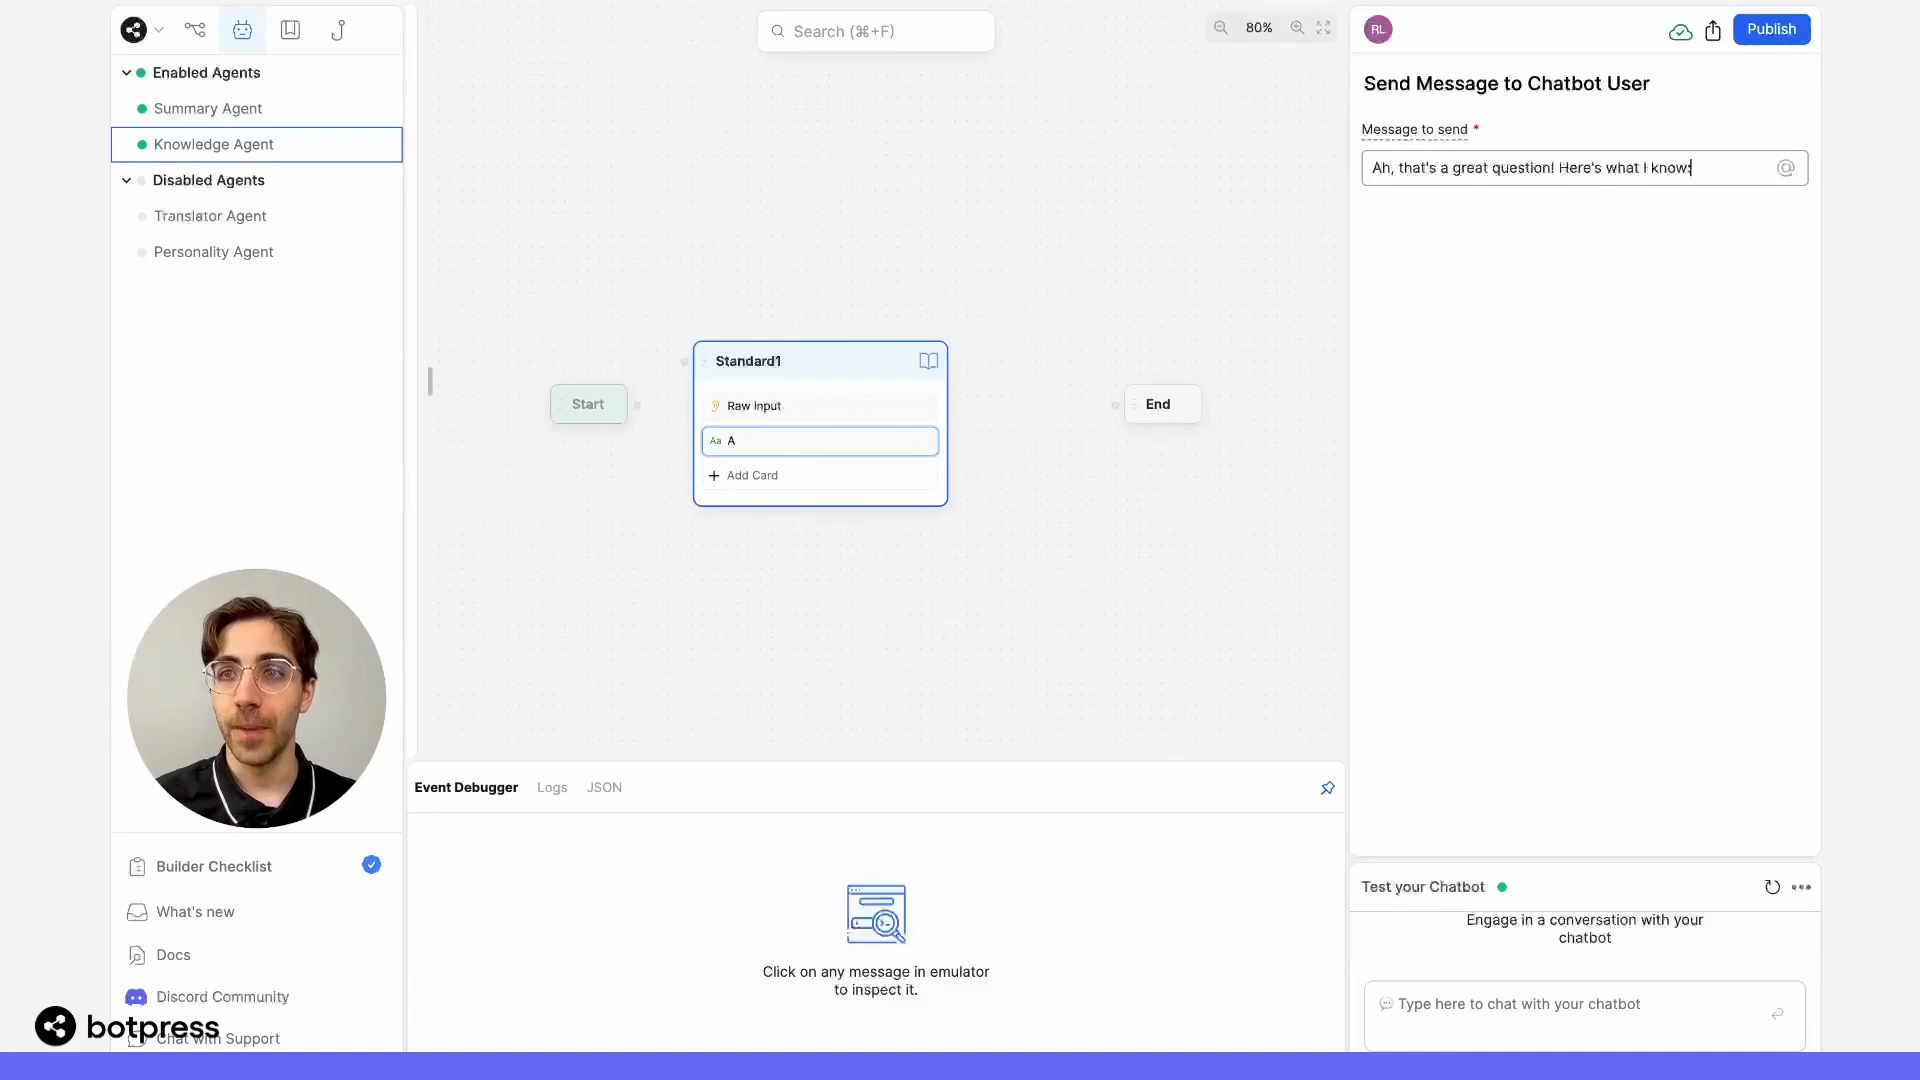 Search (⌘+F)
80%
RL
Publish
Enabled Agents
Summary Agent
Knowledge Agent
Disabled Agents
Translator Agent
Personality Agent
Send Message to Chatbot User
Message to send *
Ah, that's a great question! Here's what I know:
Start
Standard1
Raw Input
Aa A
+ Add Card
End
Event Debugger
Logs
JSON
Click on any message in emulator
to inspect it.
Builder Checklist
What's new
Docs
Discord Community
Chat with Support
botpress
Test your Chatbot
Engage in a conversation with your
chatbot
Type here to chat with your chatbot